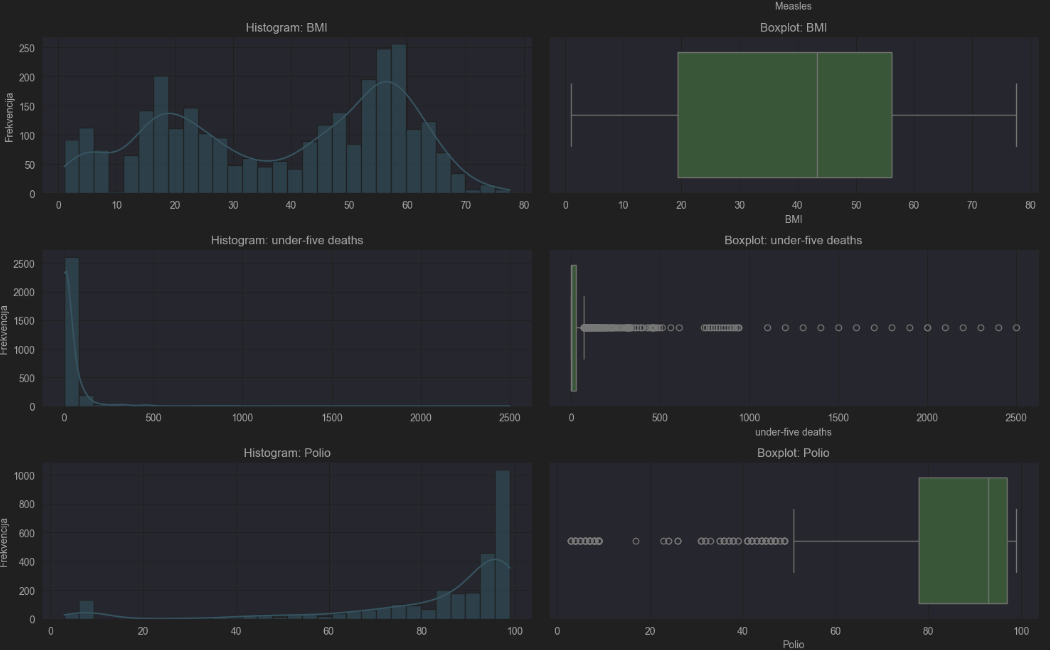 Measles
Histogram: BMI
Boxplot: BMI
Frekvencija
250
200
150
100
50
0
0 10 20 30 40 50 60 70 80
0 10 20 30 40 50 60 70 80
BMI
Histogram: under-five deaths
Boxplot: under-five deaths
Frekvencija
2500
2000
1500
1000
500
0
0 500 1000 1500 2000 2500
0 500 1000 1500 2000 2500
under-five deaths
Histogram: Polio
Boxplot: Polio
Frekvencija
1000
800
600
400
200
0
0 20 40 60 80 100
0 20 40 60 80 100
Polio